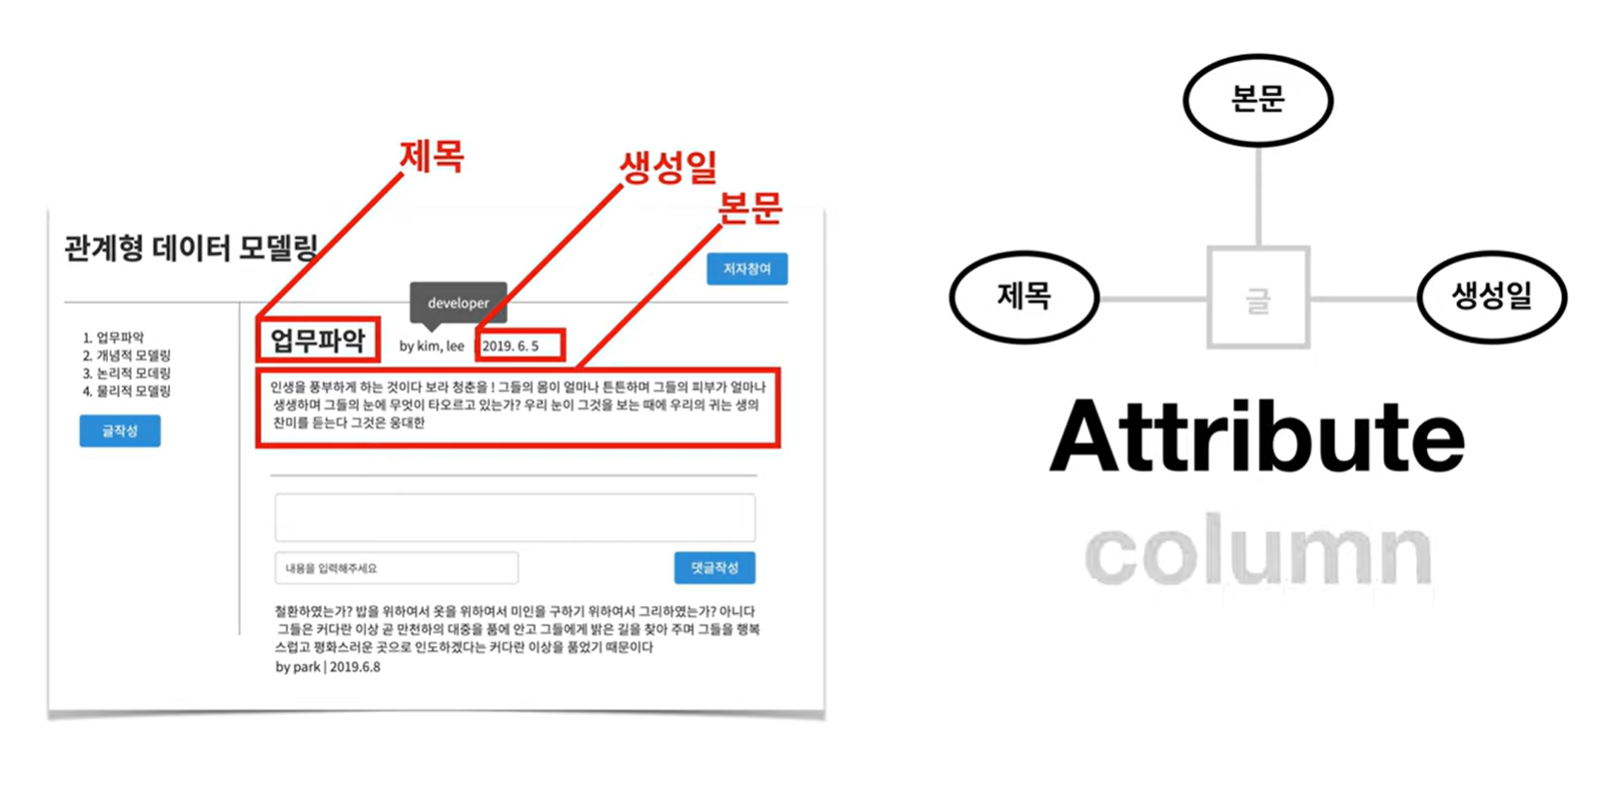 제목
생성일
본문
관계형 데이터 모델링
저자참여
developer
1. 업무파악
2. 개념적 모델링
3. 논리적 모데링
4. 물리적 모델링
글작성
업무파악
by kim, lee
2019. 6. 5
인생을 풍부하게 하는 것이다 보라 청춘을 ! 그들의 몸이 얼마나 튼튼하며 그들의 피부가 얼마나
생생하며 그들의 눈에 무엇이 타오르고 있는가? 우리 눈이 그것을 보는 때에 우리의 귀는 생의
찬미를 듣는다 그것은 웅대한
내용을 입력해주세요
댓글작성
철환하였는가? 밥을 위하여서 옷을 위하여서 미인을 구하기 위하여서 그리하였는가? 아니다
그들은 커다란 이상 곧 만천하의 대중을 품에 안고 그들에게 밝은 길을 찾아 주며 그들을 행복
스럽고 평화스러운 곳으로 인도하겠다는 커다란 이상을 품었기 때문이다
by park | 2019.6.8
본문
제목
글
생성일
Attribute
column